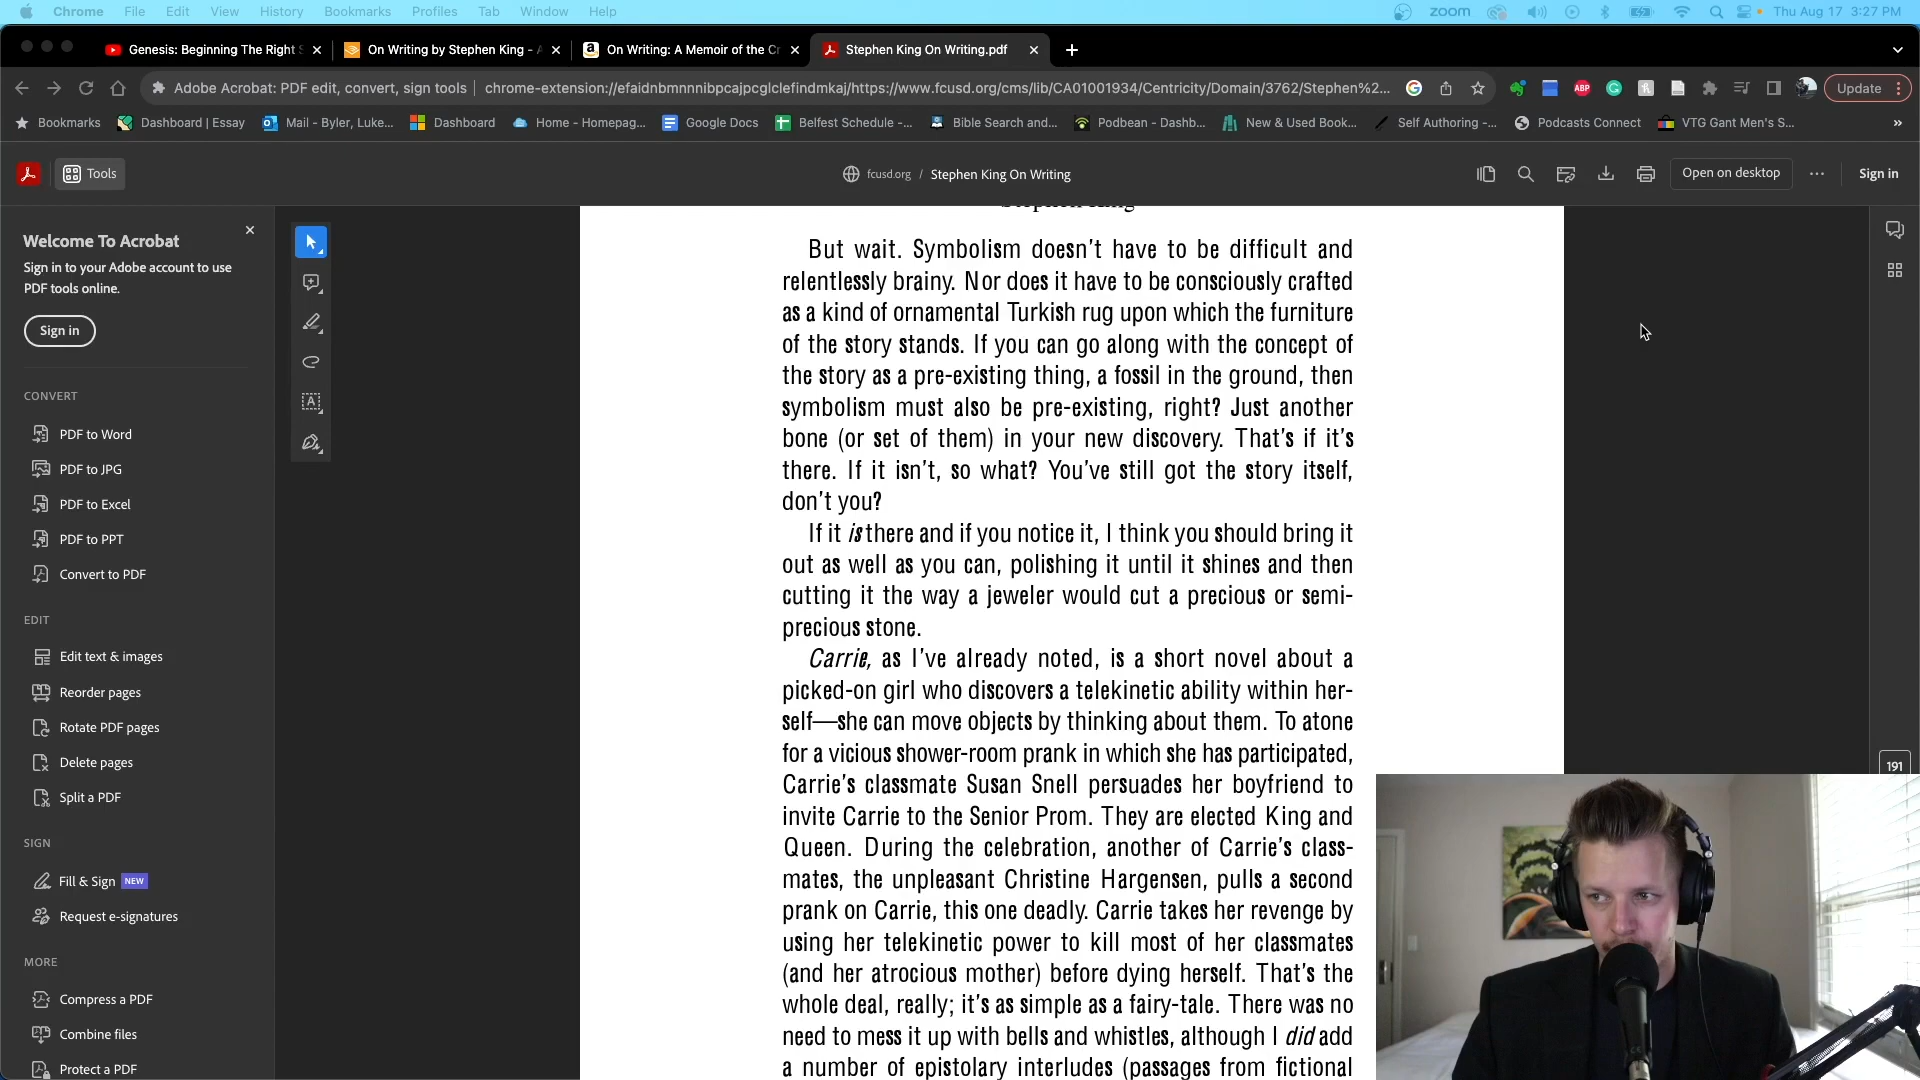 Chrome File Edit View History Bookmarks Profiles Tab Window Help zoom Thu Aug 17 3:27 PM
Genesis: Beginning The Right S
On Writing by Stephen King - A
On Writing: A Memoir of the Cr
Stephen King On Writing.pdf
Adobe Acrobat: PDF edit, convert, sign tools chrome-extension://efaidnbmnnnibpcajpcglclefindmkaj/https://www.fcusd.org/cms/lib/CA01001934/Centricity/Domain/3762/Stephen%2... ABP Update
Bookmarks Dashboard | Essay Mail - Byler, Luke... Dashboard Home - Homepag... Google Docs Belfest Schedule -... Bible Search and... Podbean - Dashb... New & Used Book... Self Authoring -... Podcasts Connect VTG Gant Men's S... »
Tools fcusd.org / Stephen King On Writing Open on desktop Sign in
Welcome To Acrobat
Sign in to your Adobe account to use
PDF tools online.
Sign in
CONVERT
PDF to Word
PDF to JPG
PDF to Excel
PDF to PPT
Convert to PDF
EDIT
Edit text & images
Reorder pages
Rotate PDF pages
Delete pages
Split a PDF
SIGN
Fill & Sign NEW
Request e-signatures
MORE
Compress a PDF
Combine files
Protect a PDF
Stephen King
But wait. Symbolism doesn't have to be difficult and
relentlessly brainy. Nor does it have to be consciously crafted
as a kind of ornamental Turkish rug upon which the furniture
of the story stands. If you can go along with the concept of
the story as a pre-existing thing, a fossil in the ground, then
symbolism must also be pre-existing, right? Just another
bone (or set of them) in your new discovery. That's if it's
there. If it isn't, so what? You've still got the story itself,
don't you?
If it is there and if you notice it, I think you should bring it
out as well as you can, polishing it until it shines and then
cutting it the way a jeweler would cut a precious or semi-
precious stone.
Carrie, as I've already noted, is a short novel about a
picked-on girl who discovers a telekinetic ability within her-
self—she can move objects by thinking about them. To atone
for a vicious shower-room prank in which she has participated,
Carrie's classmate Susan Snell persuades her boyfriend to
invite Carrie to the Senior Prom. They are elected King and
Queen. During the celebration, another of Carrie's class-
mates, the unpleasant Christine Hargensen, pulls a second
prank on Carrie, this one deadly. Carrie takes her revenge by
using her telekinetic power to kill most of her classmates
(and her atrocious mother) before dying herself. That's the
whole deal, really; it's as simple as a fairy-tale. There was no
need to mess it up with bells and whistles, although I did add
a number of epistolary interludes (passages from fictional
191